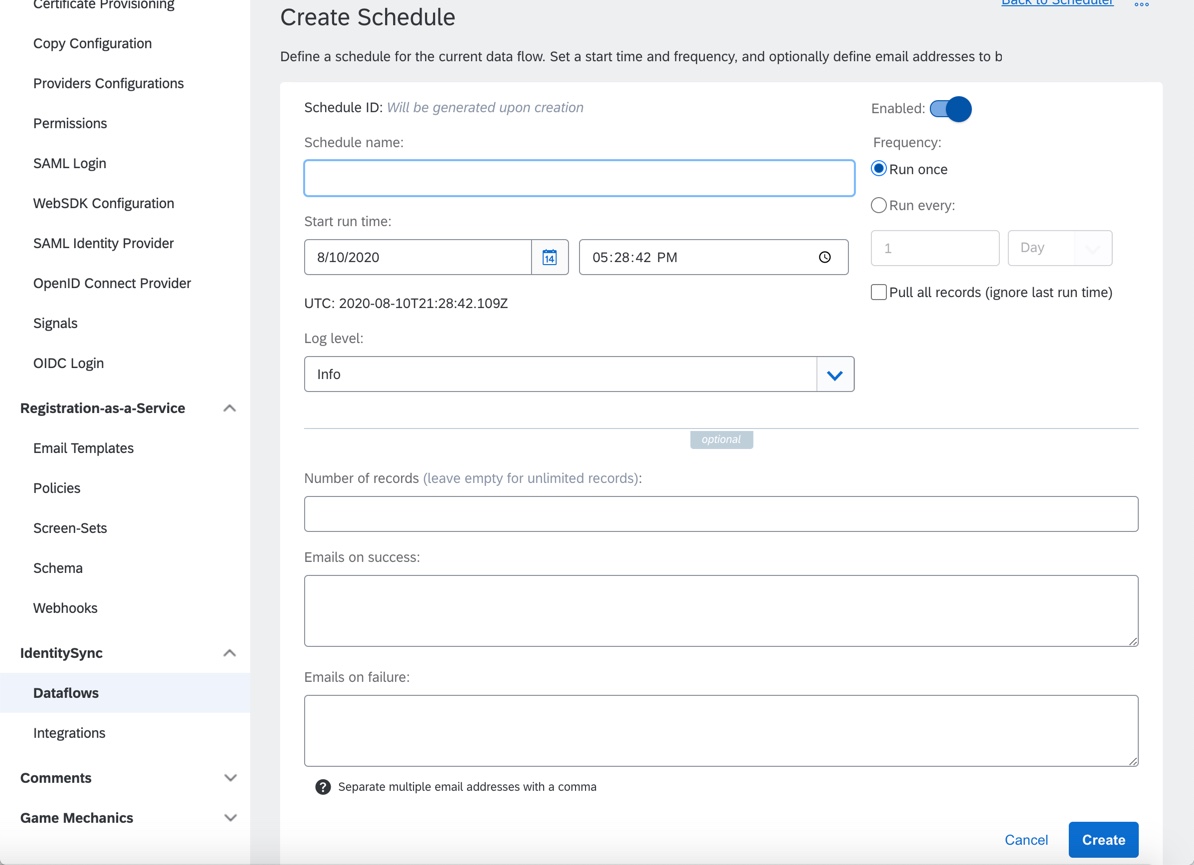 Certificate Provisioning
Copy Configuration
Providers Configurations
Permissions
SAML Login
WebSDK Configuration
SAML Identity Provider
OpenID Connect Provider
Signals
OIDC Login
Registration-as-a-Service
Email Templates
Policies
Screen-Sets
Schema
Webhooks
IdentitySync
Dataflows
Integrations
Comments
Game Mechanics
Back to Scheduler
Create Schedule
Define a schedule for the current data flow. Set a start time and frequency, and optionally define email addresses to b
Schedule ID: Will be generated upon creation
Schedule name:
Start run time:
8/10/2020 14 05:28:42 PM
UTC: 2020-08-10T21:28:42.109Z
Log level:
Info
Enabled:
Frequency:
Run once
Run every:
1 Day
Pull all records (ignore last run time)
optional
Number of records (leave empty for unlimited records):
Emails on success:
Emails on failure:
? Separate multiple email addresses with a comma
Cancel Create